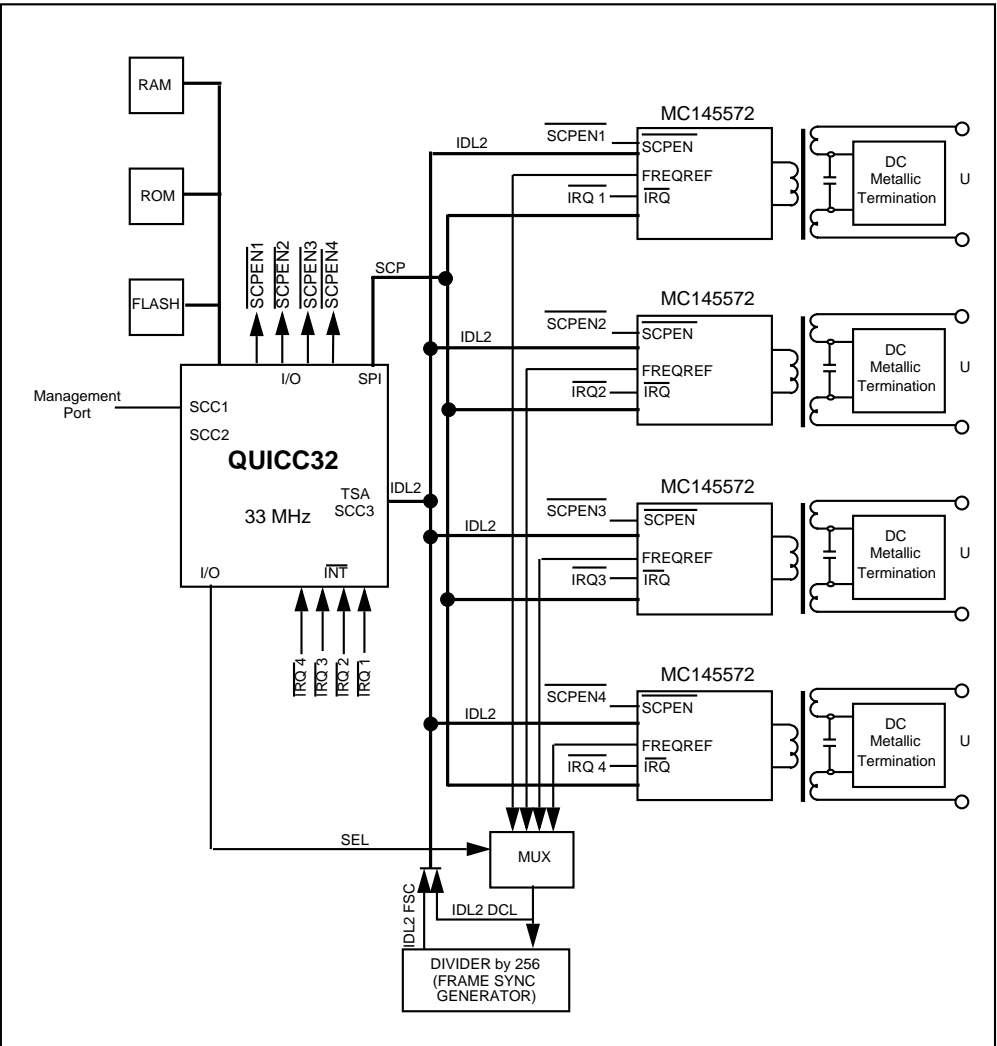 RAM
ROM
FLASH
SCPEN1
SCPEN2
SCPEN3
SCPEN4
SCP
I/O
SPI
Management
Port
SCC1
SCC2
QUICC32
33 MHz
TSA
SCC3
IDL2
I/O
INT
IRQ 4
IRQ 3
IRQ 2
IRQ 1
MC145572
IDL2
SCPEN1
SCPEN
FREQREF
IRQ 1
IRQ
DC
Metallic
Termination
U
MC145572
IDL2
SCPEN2
SCPEN
FREQREF
IRQ2
IRQ
DC
Metallic
Termination
U
MC145572
IDL2
SCPEN3
SCPEN
FREQREF
IRQ3
IRQ
DC
Metallic
Termination
U
MC145572
IDL2
SCPEN4
SCPEN
FREQREF
IRQ 4
IRQ
DC
Metallic
Termination
U
SEL
MUX
IDL2 FSC
IDL2 DCL
DIVIDER by 256
(FRAME SYNC
GENERATOR)